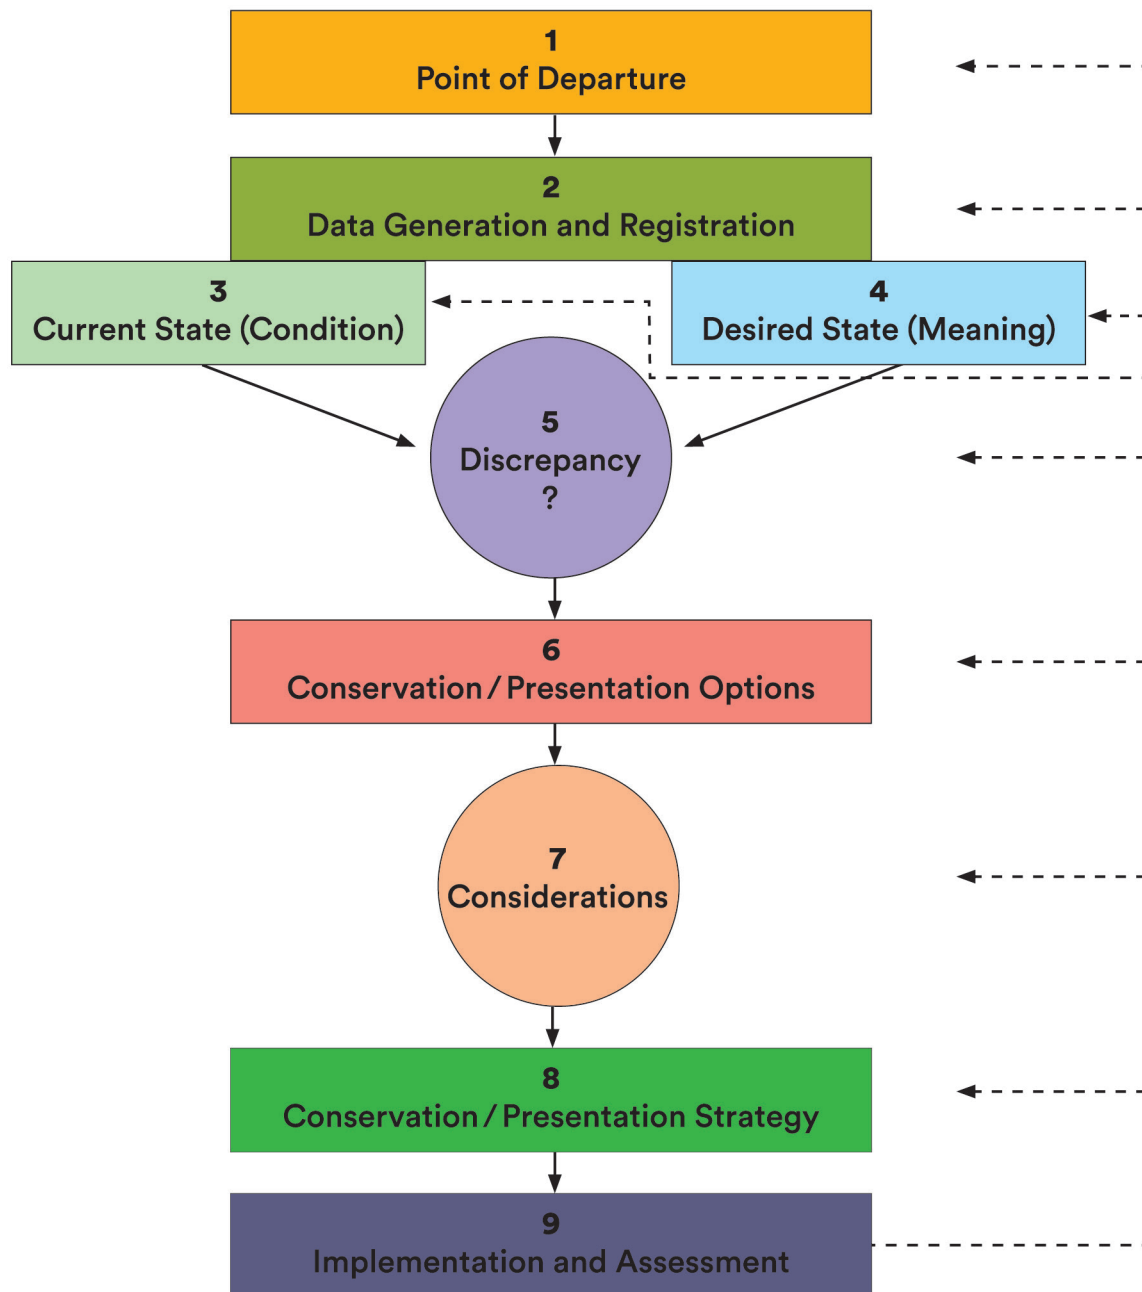 1
Point of Departure
2
Data Generation and Registration
3
Current State (Condition)
4
Desired State (Meaning)
5
Discrepancy
?
6
Conservation / Presentation Options
7
Considerations
8
Conservation / Presentation Strategy
9
Implementation and Assessment